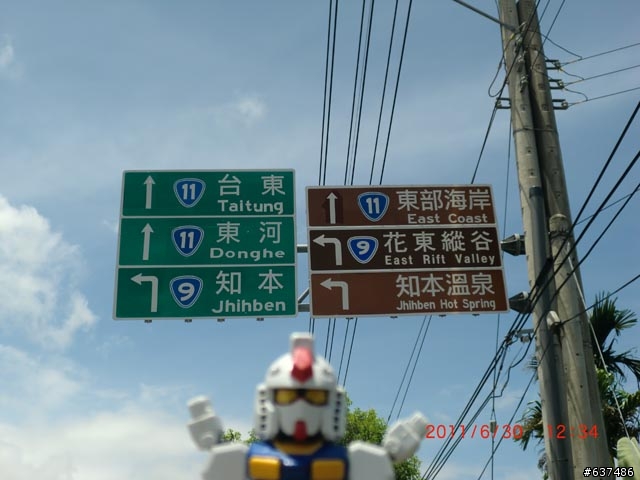 11 台東
Taitung
11 東河
Donghe
9 知本
Jhihben
11 東部海岸
East Coast
9 花東縱谷
East Rift Valley
知本溫泉
Jhihben Hot Spring
2011/6/30 12:34
#637486